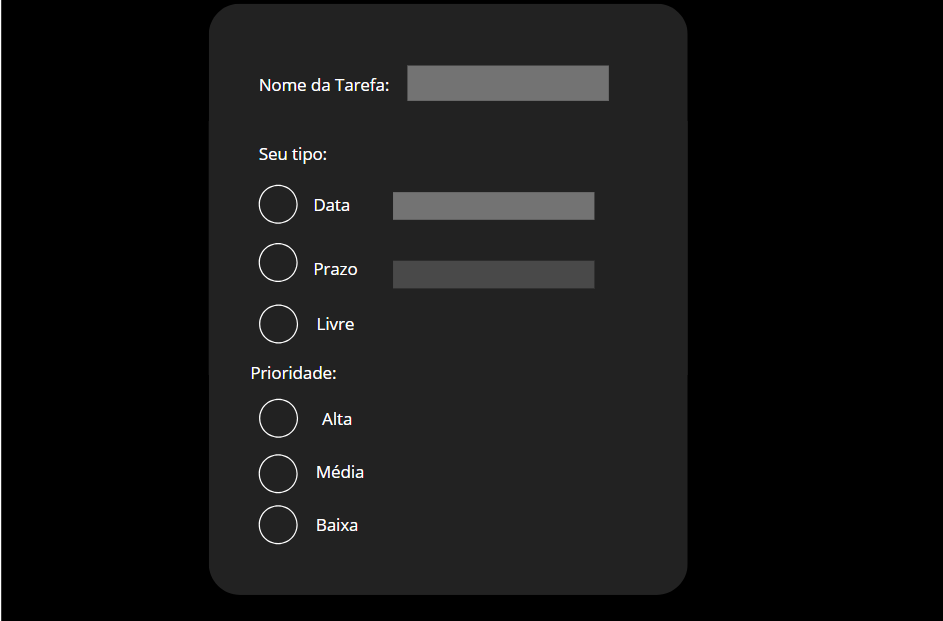 Nome da Tarefa:
Seu tipo:
Data
Prazo
Livre
Prioridade:
Alta
Média
Baixa